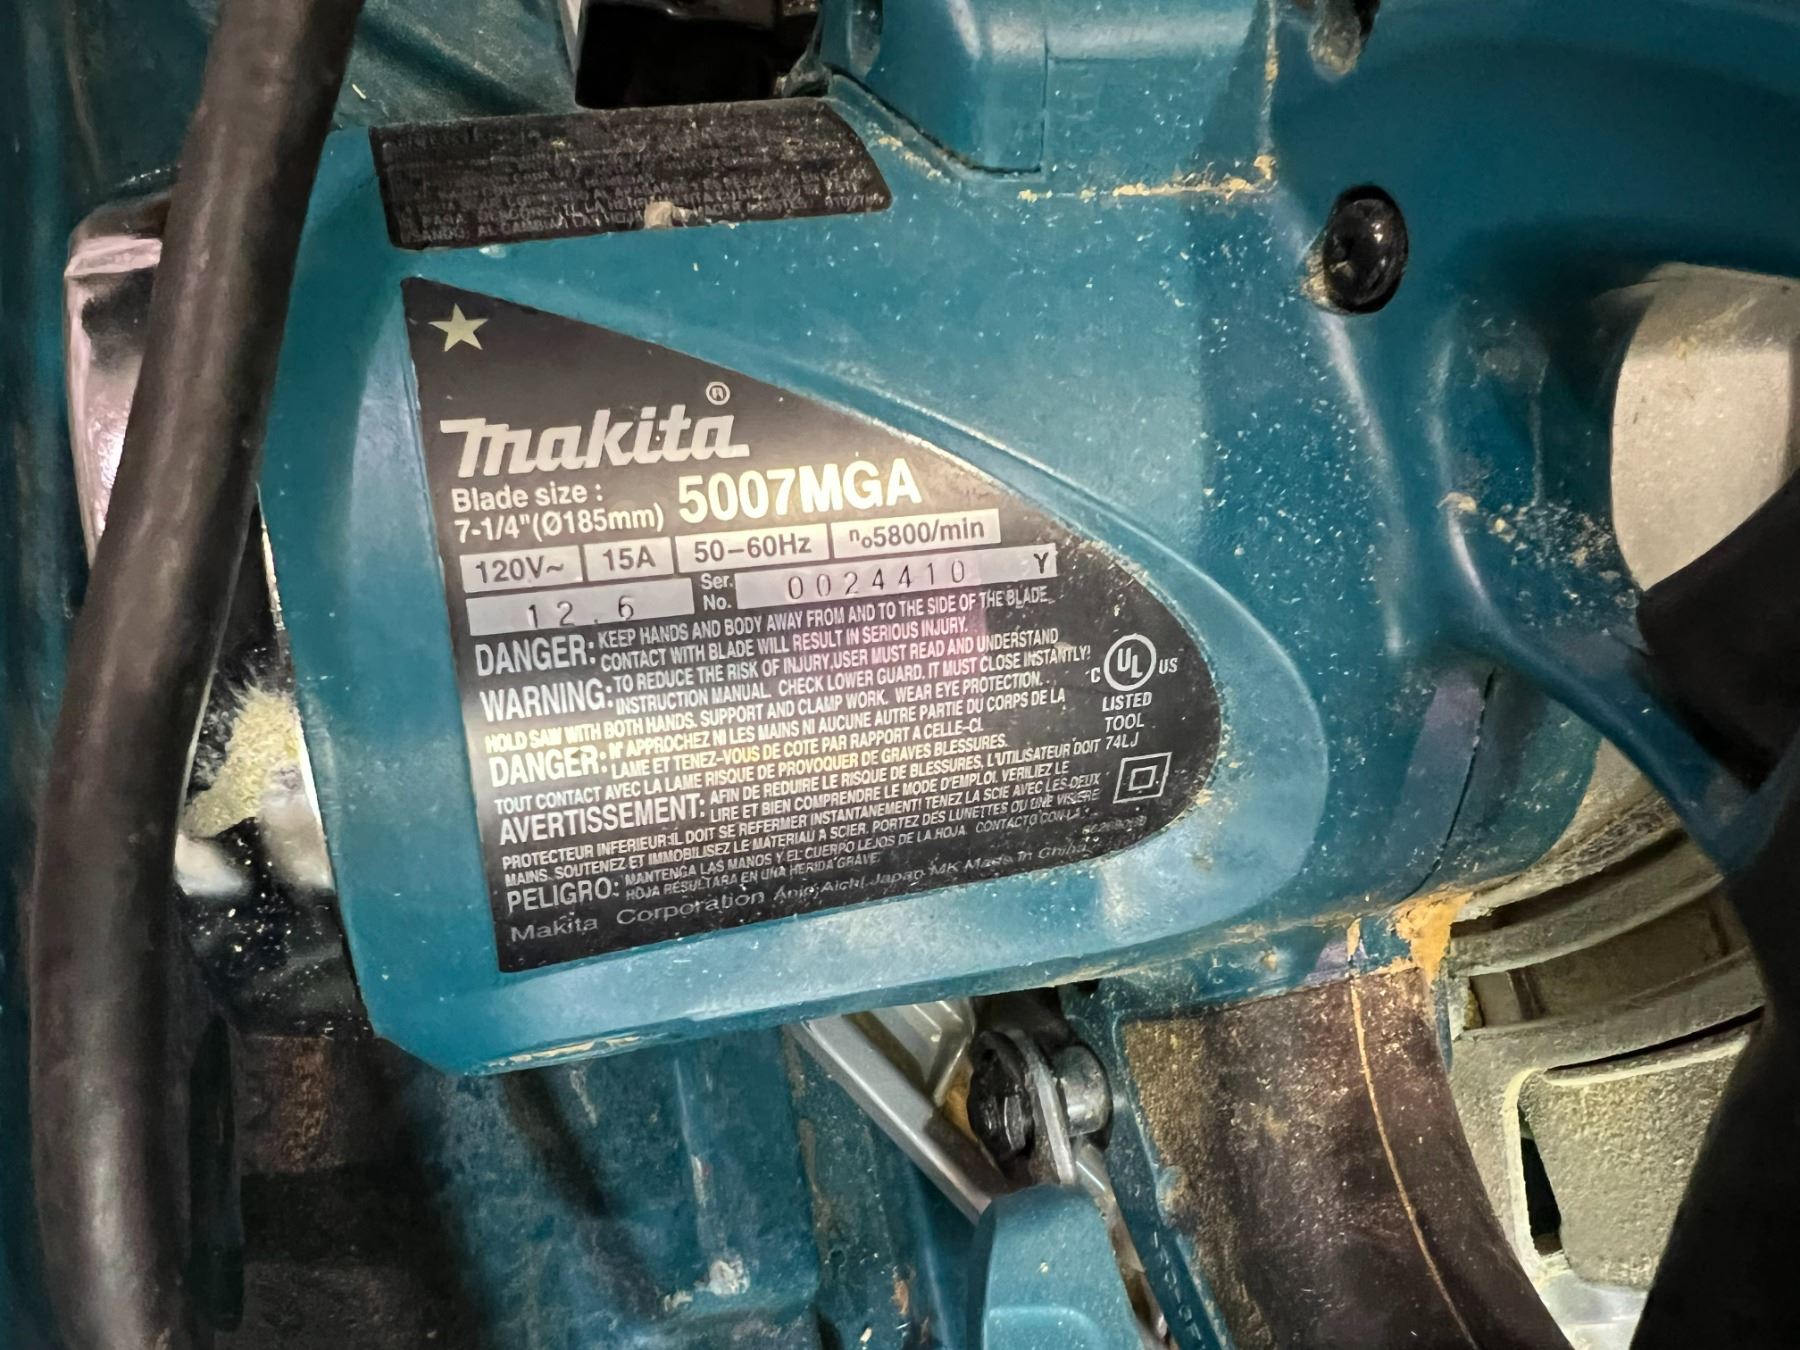 makita®
Blade size :
7-1/4"(Ø185mm) 5007MGA
120V~ 15A 50-60Hz n₀5800/min
12.6 Ser. No. 0024410 Y
DANGER: KEEP HANDS AND BODY AWAY FROM AND TO THE SIDE OF THE BLADE.
CONTACT WITH BLADE WILL RESULT IN SERIOUS INJURY.
WARNING: TO REDUCE THE RISK OF INJURY,USER MUST READ AND UNDERSTAND
INSTRUCTION MANUAL. CHECK LOWER GUARD. IT MUST CLOSE INSTANTLY!
HOLD SAW WITH BOTH HANDS. SUPPORT AND CLAMP WORK. WEAR EYE PROTECTION.
DANGER: N' APPROCHEZ NI LES MAINS NI AUCUNE AUTRE PARTIE DU CORPS DE LA
LAME ET TENEZ-VOUS DE COTE PAR RAPPORT A CELLE-CI.
TOUT CONTACT AVEC LA LAME RISQUE DE PROVOQUER DE GRAVES BLESSURES.
AVERTISSEMENT: AFIN DE REDUIRE LE RISQUE DE BLESSURES, L'UTILISATEUR DOIT
LIRE ET BIEN COMPRENDRE LE MODE D'EMPLOI. VERILIEZ LE
PROTECTEUR INFERIEUR:IL DOIT SE REFERMER INSTANTANEMENT! TENEZ LA SCIE AVEC LES DEUX
MAINS. SOUTENEZ ET IMMOBILISEZ LE MATERIAU A SCIER. PORTEZ DES LUNETTES OU UNE VISIERE
PELIGRO: MANTENGA LAS MANOS Y EL CUERPO LEJOS DE LA HOJA. CONTACTO CON LA
HOJA RESULTARA EN UNA HERIDA GRAVE
Makita Corporation Anjo,Aichi,Japan MK Made in China
C UL US
LISTED
TOOL
74LJ